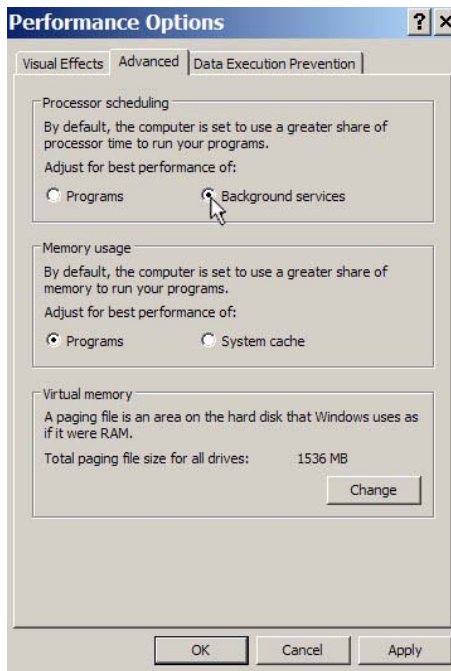 Performance Options
Visual Effects Advanced Data Execution Prevention
Processor scheduling
By default, the computer is set to use a greater share of
processor time to run your programs.
Adjust for best performance of:
Programs Background services
Memory usage
By default, the computer is set to use a greater share of
memory to run your programs.
Adjust for best performance of:
Programs System cache
Virtual memory
A paging file is an area on the hard disk that Windows uses as
if it were RAM.
Total paging file size for all drives: 1536 MB
Change
OK Cancel Apply